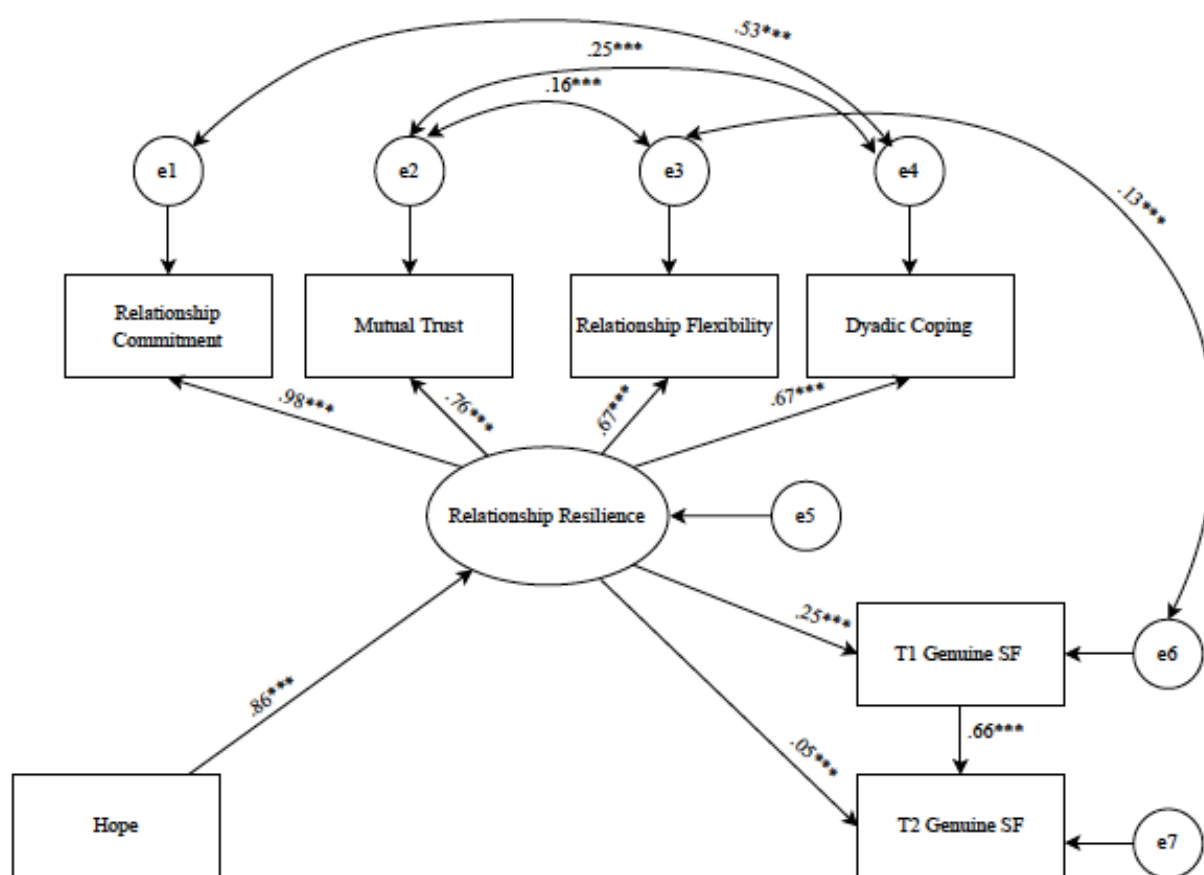 .53***
.25***
.16***
e1
e2
e3
e4
.13***
Relationship
Commitment
Mutual Trust
Relationship Flexibility
Dyadic Coping
.98***
.76***
.67***
.67***
Relationship Resilience
e5
.25***
T1 Genuine SF
e6
.86***
.66***
.05***
Hope
T2 Genuine SF
e7